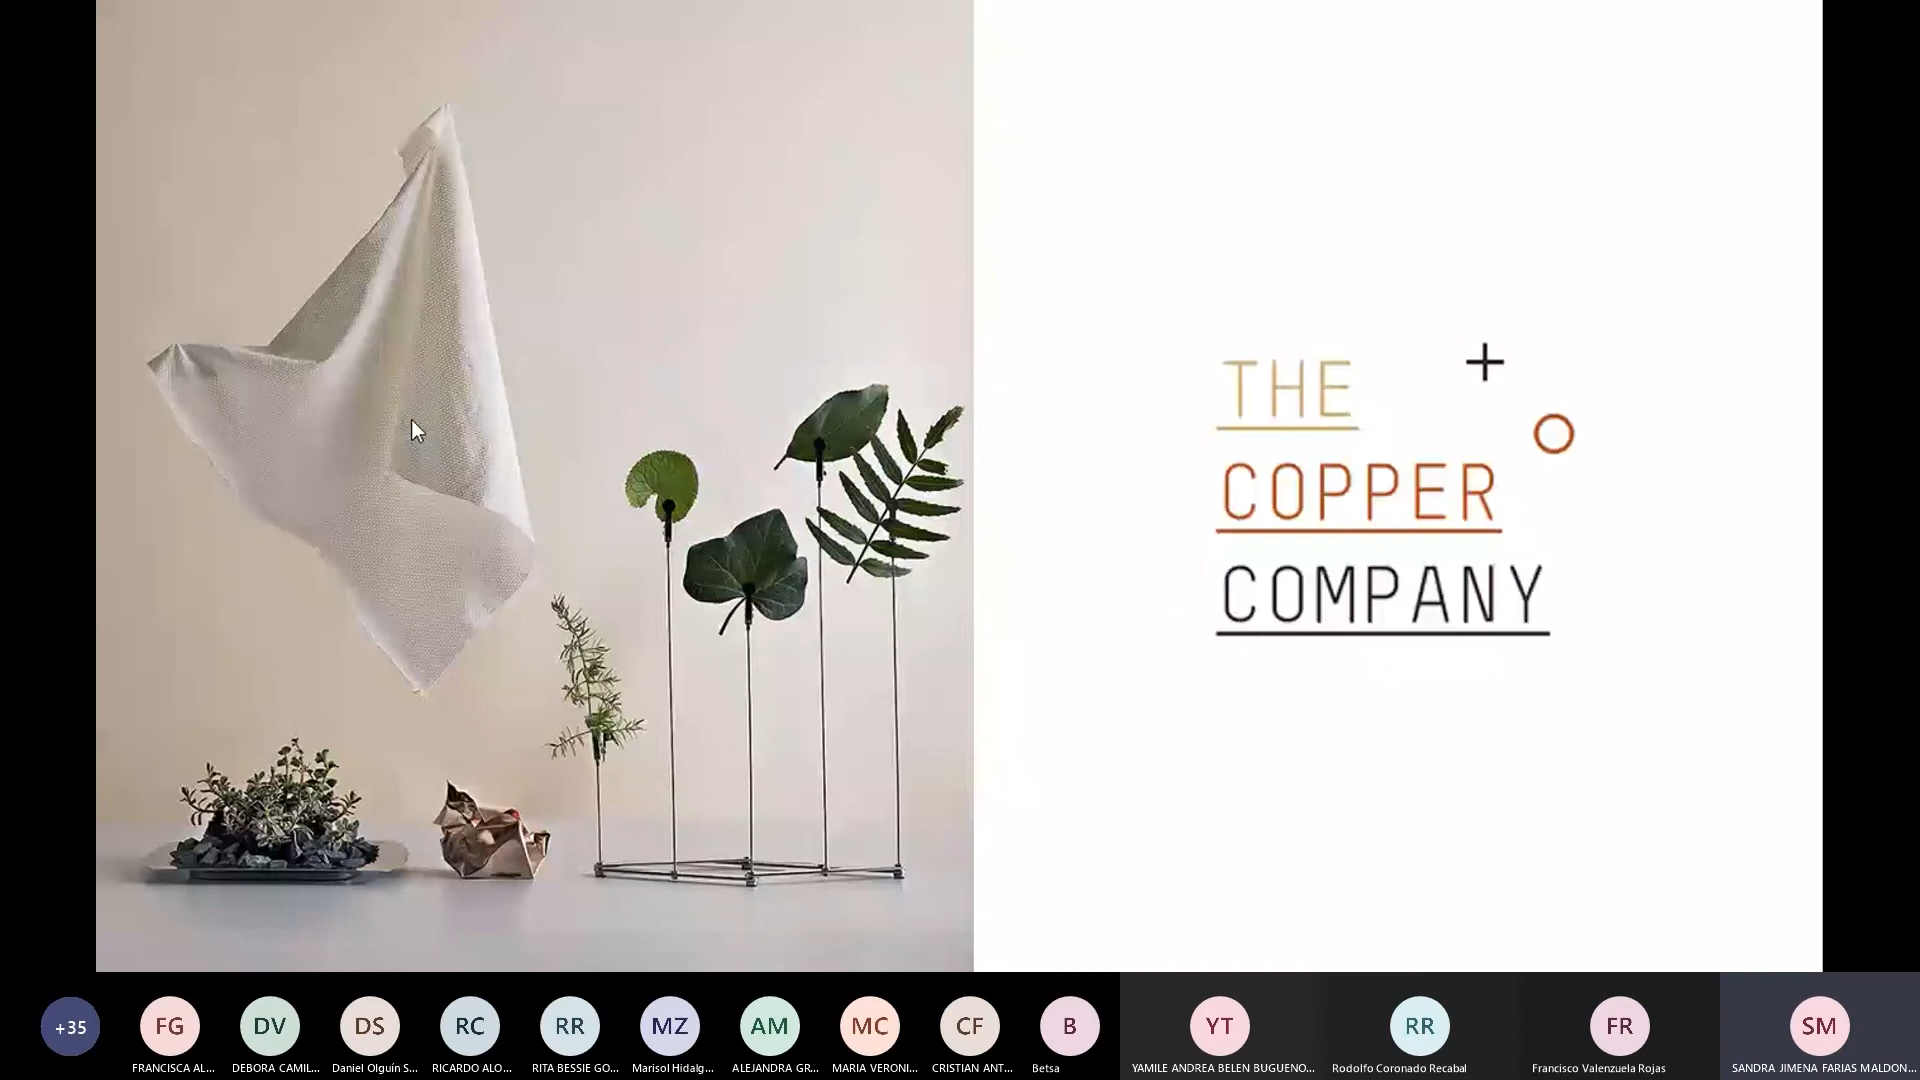 THE
COPPER
COMPANY
+35
FG
DV
DS
RC
RR
MZ
AM
MC
CF
B
YT
RR
FR
SM
FRANCISCA AL...
DEBORA CAMIL...
Daniel Olguín S...
RICARDO ALO...
RITA BESSIE GO...
Marisol Hidalg...
ALEJANDRA GR...
MARIA VERONI...
CRISTIAN ANT...
Betsa
YAMILE ANDREA BELEN BUGUENO...
Rodolfo Coronado Recabal
Francisco Valenzuela Rojas
SANDRA JIMENA FARIAS MALDON...